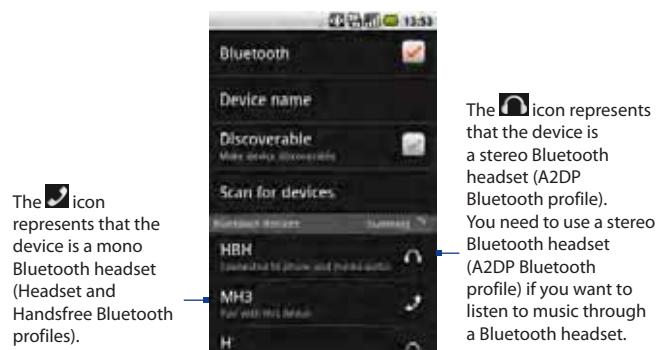 13:53
Bluetooth
Device name
Discoverable
Make device discoverable
Scan for devices
Bluetooth devices Scanning
HBH
Connected to phone and media audio
MH3
Pair with this device
H
The icon
represents that the
device is a mono
Bluetooth headset
(Headset and
Handsfree Bluetooth
profiles).
The icon represents
that the device is
a stereo Bluetooth
headset (A2DP
Bluetooth profile).
You need to use a stereo
Bluetooth headset
(A2DP Bluetooth
profile) if you want to
listen to music through
a Bluetooth headset.